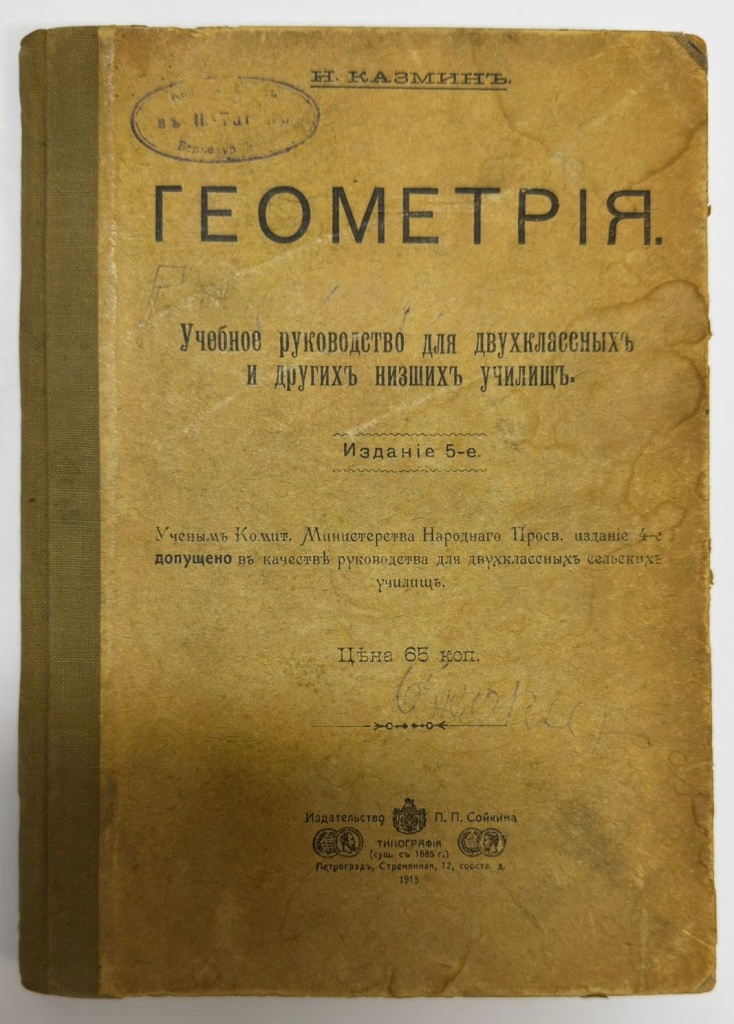 Н. КАЗМИНЪ.
въ Н.
ГЕОМЕТРІЯ.
Учебное руководство для двухклассныхъ
и другихъ низшихъ училищъ.
Изданіе 5-е.
Ученымъ Комит. Министерства Народнаго Просв. изданіе 4-е
допущено въ качествѣ руководства для двухклассныхъ сельскихъ
училищъ.
Цѣна 65 коп.
Издательство П. П. Сойкина
ТИПОГРАФІЯ
(сущ. съ 1885 г.)
Петроградъ, Стремянная, 12, собств. д.
1915